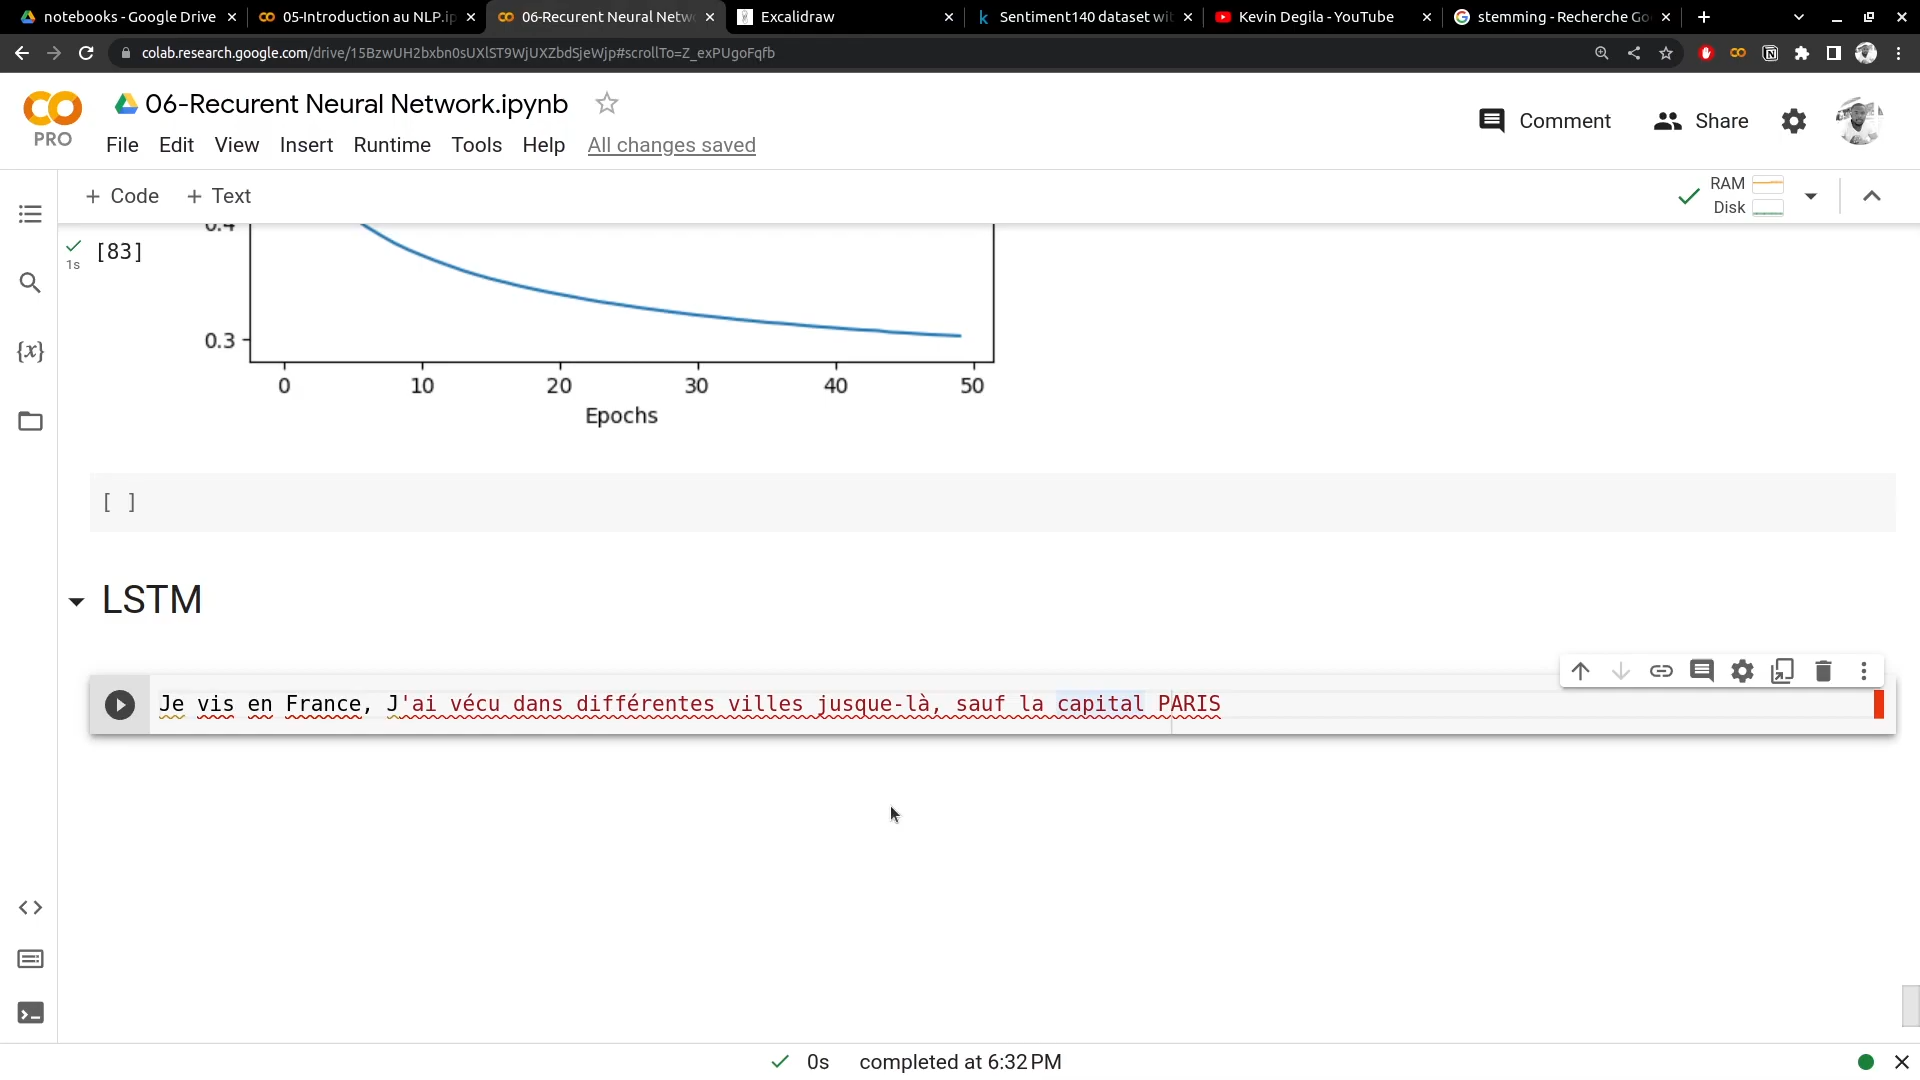 notebooks - Google Drive
05-Introduction au NLP.ip
06-Recurent Neural Netw
Excalidraw
Sentiment140 dataset wit
Kevin Degila - YouTube
stemming - Recherche Go
colab.research.google.com/drive/15BzwUH2bxbn0sUXlST9WjUXZbdSjeWjp#scrollTo=Z_exPUgoFqfb
PRO
06-Recurent Neural Network.ipynb
Comment
Share
File Edit View Insert Runtime Tools Help All changes saved
+ Code + Text
RAM
Disk
0.4
[83]
1s
0.3
0 10 20 30 40 50
Epochs
[ ]
LSTM
Je vis en France, J'ai vécu dans différentes villes jusque-là, sauf la capital PARIS
0s completed at 6:32 PM